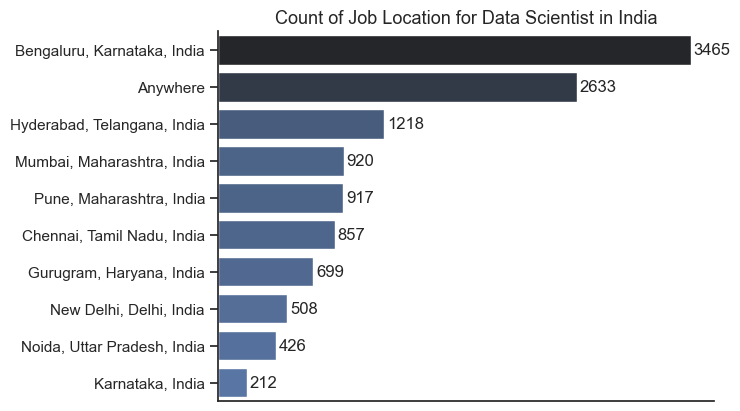 Count of Job Location for Data Scientist in India
Bengaluru, Karnataka, India 3465
Anywhere 2633
Hyderabad, Telangana, India 1218
Mumbai, Maharashtra, India 920
Pune, Maharashtra, India 917
Chennai, Tamil Nadu, India 857
Gurugram, Haryana, India 699
New Delhi, Delhi, India 508
Noida, Uttar Pradesh, India 426
Karnataka, India 212